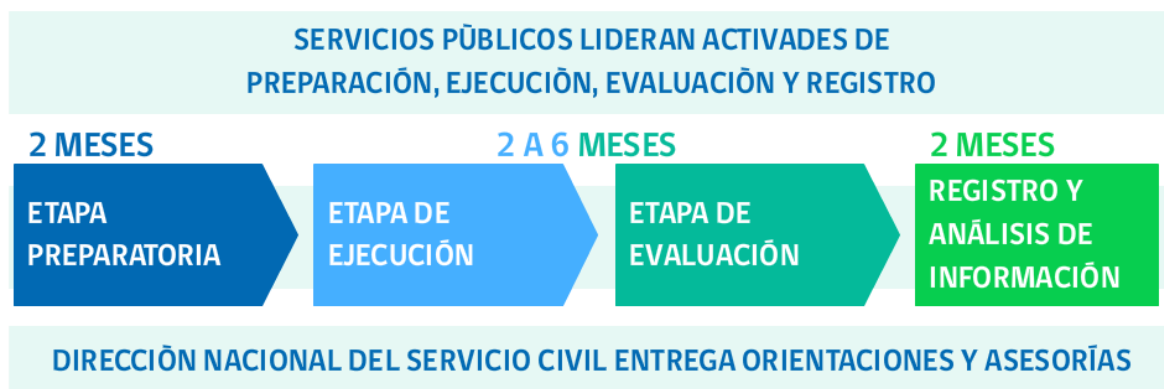 SERVICIOS PÙBLICOS LIDERAN ACTIVADES DE
PREPARACIÓN, EJECUCIÒN, EVALUACIÒN Y REGISTRO
2 MESES
2 A 6 MESES
2 MESES
ETAPA
PREPARATORIA
ETAPA DE
EJECUCIÓN
ETAPA DE
EVALUACIÓN
REGISTRO Y
ANÁLISIS DE
INFORMACIÓN
DIRECCIÒN NACIONAL DEL SERVICIO CIVIL ENTREGA ORIENTACIONES Y ASESORÍAS